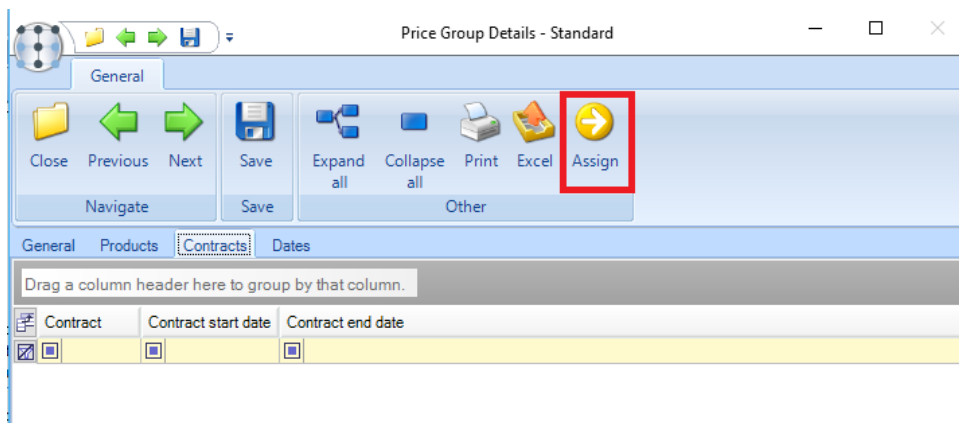 Price Group Details - Standard
General
Close Previous Next Save Expand all Collapse all Print Excel Assign
Navigate Save Other
General Products Contracts Dates
Drag a column header here to group by that column.
Contract Contract start date Contract end date